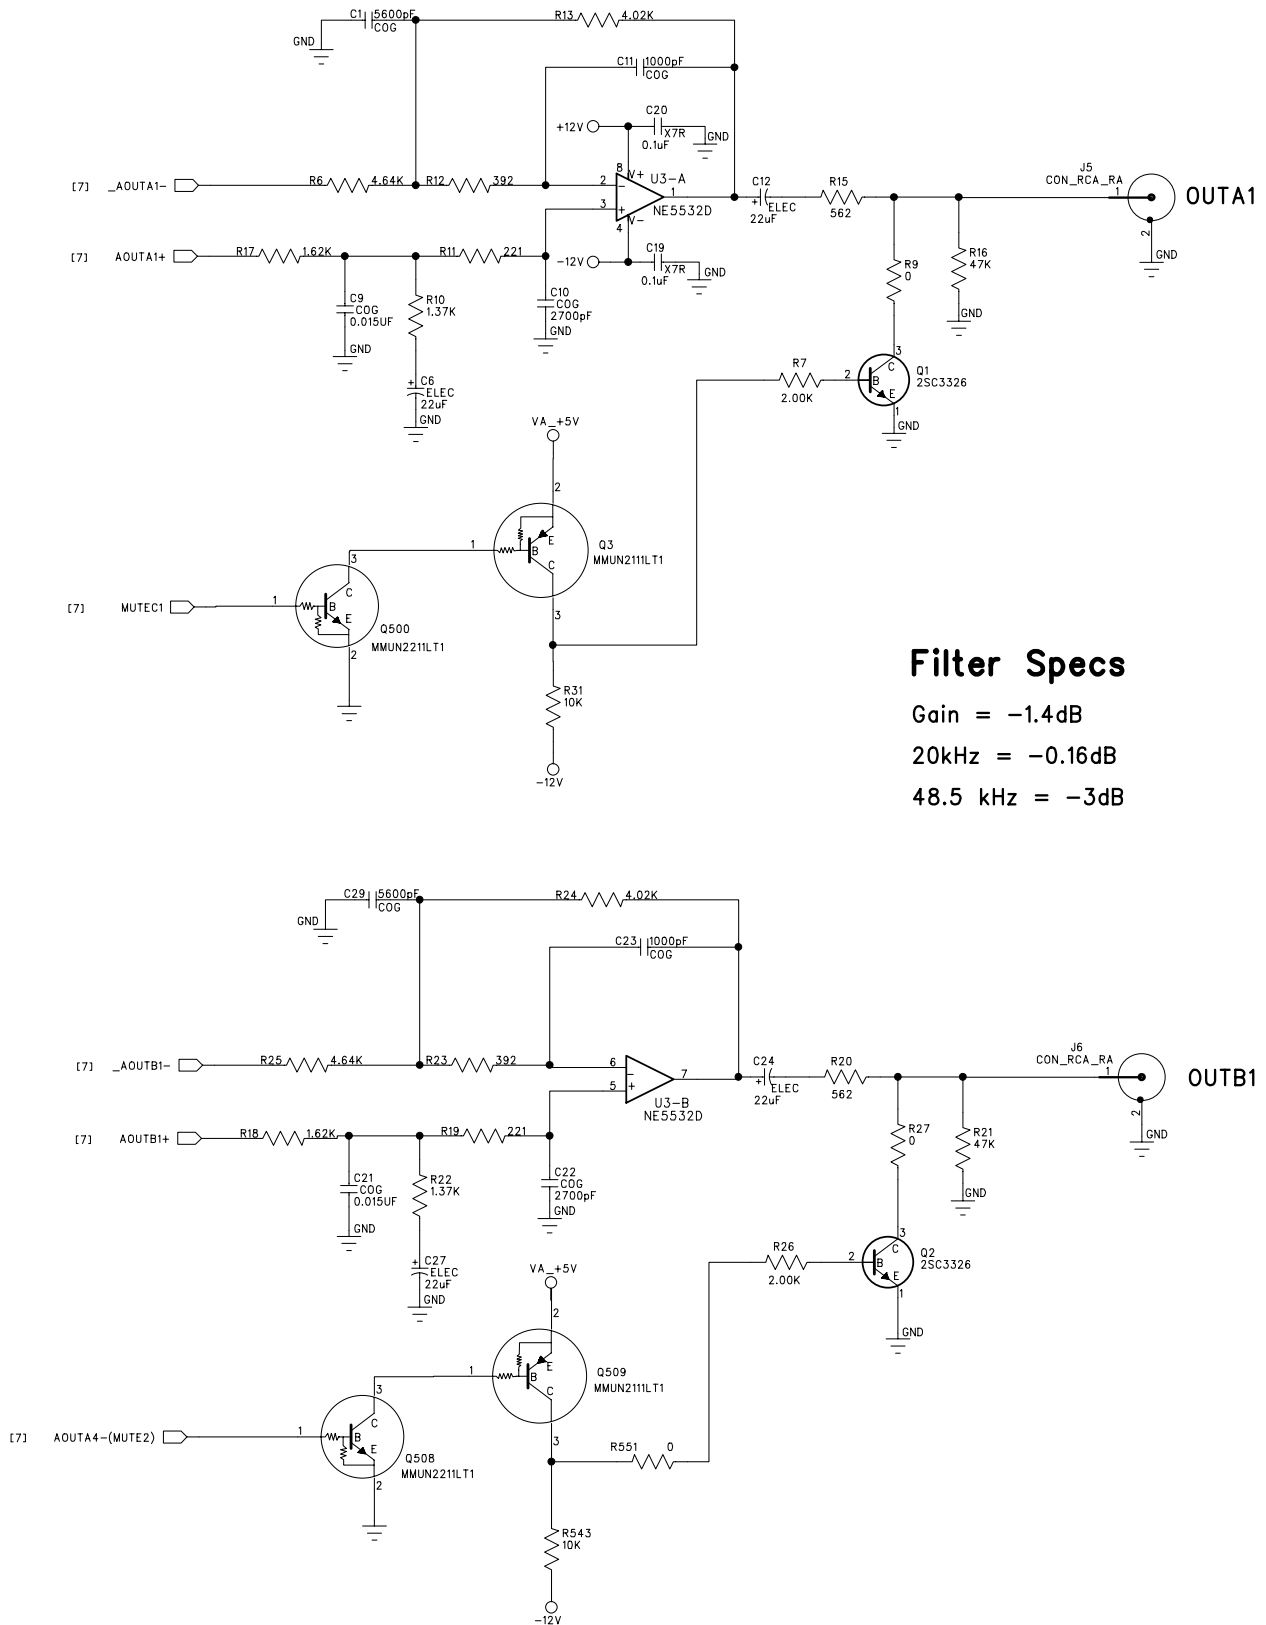 C1 5600pF
COG
GND
R13 4.02K
C11 1000pF
COG
C20
+12V
X7R
0.1uF
GND
[7] _AOUTA1-
R6 4.64K
R12 392
2
3
8
V+
-
+
V-
4
U3-A
1
NE5532D
C12
+
ELEC
22uF
R15
562
J5
CON_RCA_RA
1
2
GND
OUTA1
[7] AOUTA1+
R17 1.62K
R11 221
-12V
C19
X7R
0.1uF
GND
R9
0
R16
47K
GND
C9
COG
0.015UF
GND
R10
1.37K
C10
COG
2700pF
GND
+ C6
ELEC
22uF
GND
R7
2.00K
2
3
C
B
E
1
Q1
2SC3326
GND
VA_+5V
2
1
B
E
C
3
Q3
MMUN2111LT1
[7] MUTEC1
1
3
C
B
E
2
Q500
MMUN2211LT1
R31
10K
-12V
Filter Specs
Gain = -1.4dB
20kHz = -0.16dB
48.5 kHz = -3dB
C29 5600pF
COG
GND
R24 4.02K
C23 1000pF
COG
[7] _AOUTB1-
R25 4.64K
R23 392
6
5
-
+
7
U3-B
NE5532D
C24
+
ELEC
22uF
R20
562
J6
CON_RCA_RA
1
2
GND
OUTB1
[7] AOUTB1+
R18 1.62K
R19 221
R27
0
R21
47K
GND
C21
COG
0.015UF
GND
R22
1.37K
C22
COG
2700pF
GND
+ C27
ELEC
22uF
GND
R26
2.00K
2
3
C
B
E
1
Q2
2SC3326
GND
VA_+5V
2
1
B
E
C
3
Q509
MMUN2111LT1
[7] AOUTA4-(MUTE2)
1
3
C
B
E
2
Q508
MMUN2211LT1
R551 0
R543
10K
-12V